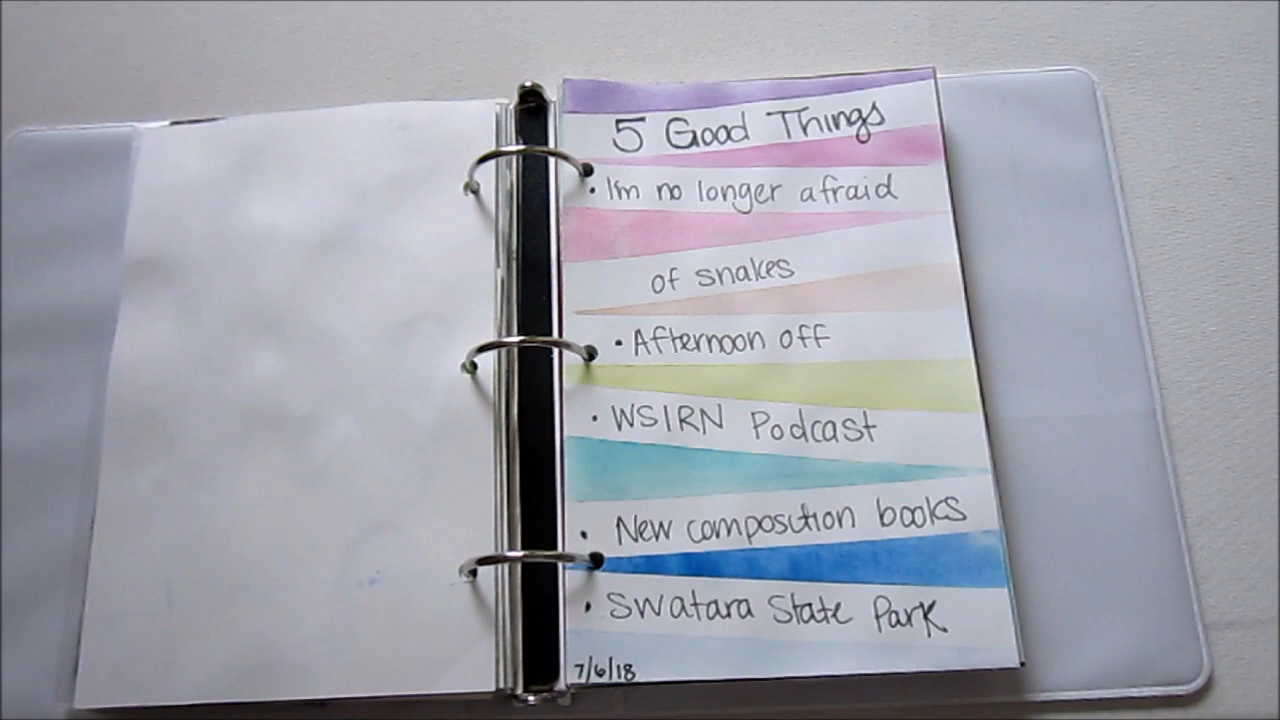 5 Good Things
• I'm no longer afraid
of snakes
• Afternoon off
• WSIRN Podcast
• New composition books
• Swatara State Park
7/6/18